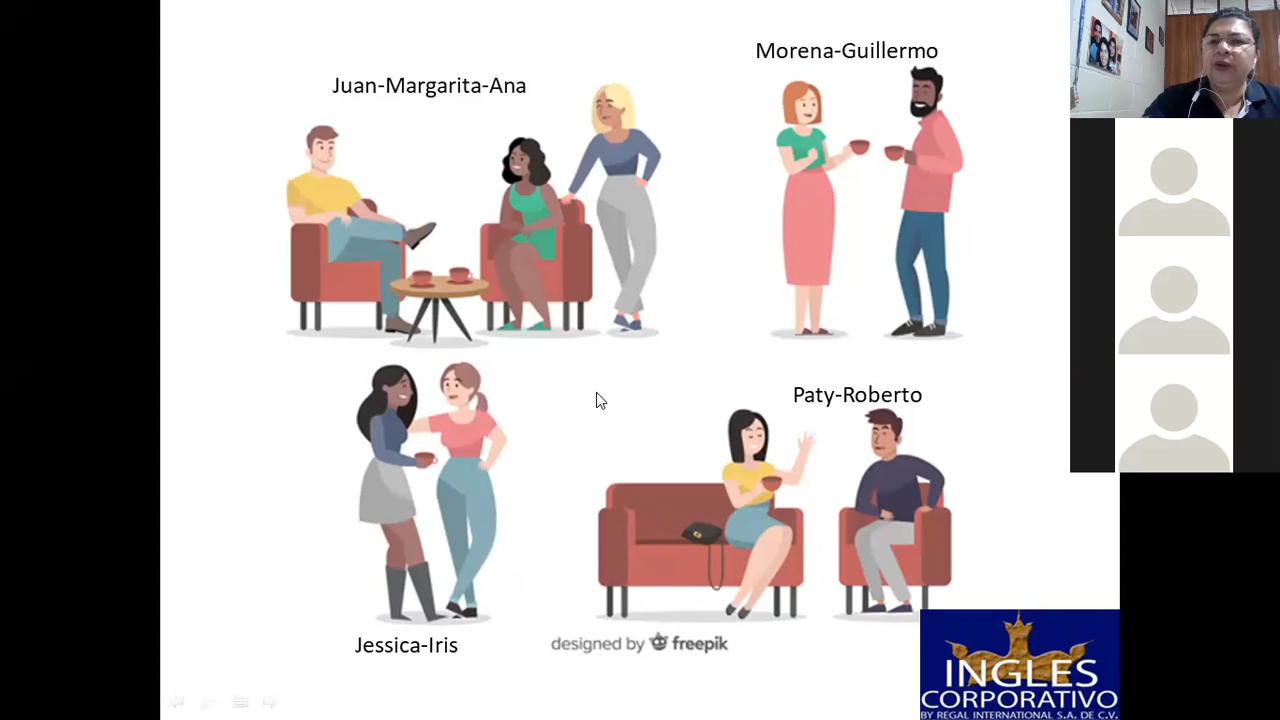 Juan-Margarita-Ana
Morena-Guillermo
Paty-Roberto
Jessica-Iris
designed by freepik
INGLES
CORPORATIVO
BY REGAL INTERNATIONAL S.A. DE C.V.